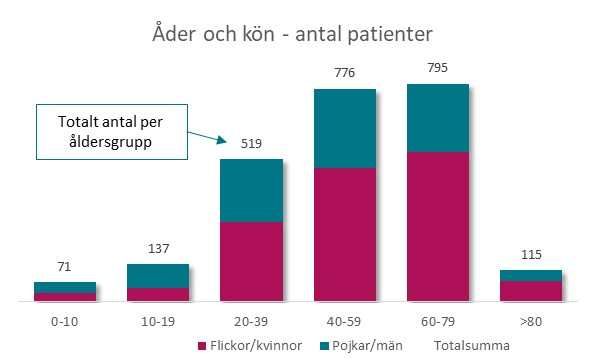 Åder och kön - antal patienter
Totalt antal per
åldersgrupp
71
137
519
776
795
115
0-10
10-19
20-39
40-59
60-79
>80
Flickor/kvinnor
Pojkar/män
Totalsumma